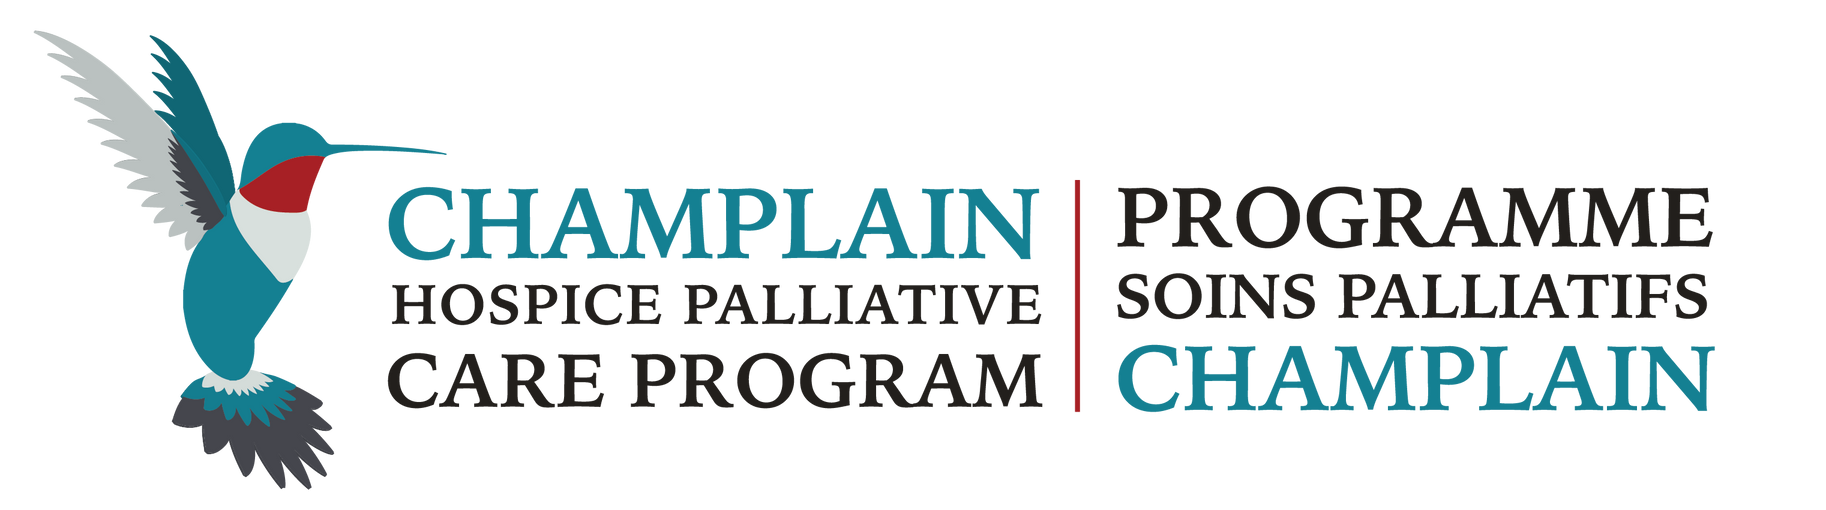 CHAMPLAIN
HOSPICE PALLIATIVE
CARE PROGRAM
PROGRAMME
SOINS PALLIATIFS
CHAMPLAIN